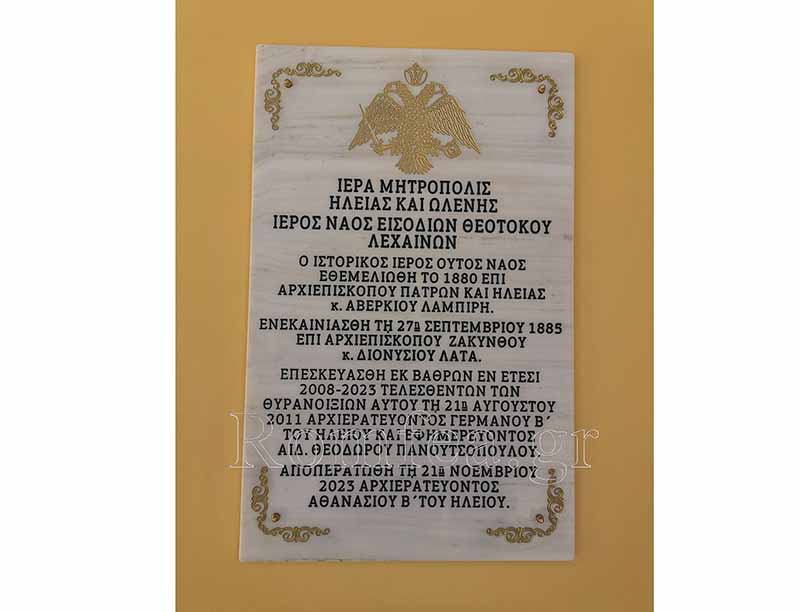 ΙΕΡΑ ΜΗΤΡΟΠΟΛΙΣ
ΗΛΕΙΑΣ ΚΑΙ ΩΛΕΝΗΣ
ΙΕΡΟΣ ΝΑΟΣ ΕΙΣΟΔΙΩΝ ΘΕΟΤΟΚΟΥ
ΛΕΧΑΙΝΩΝ
Ο ΙΣΤΟΡΙΚΟΣ ΙΕΡΟΣ ΟΥΤΟΣ ΝΑΟΣ
ΕΘΕΜΕΛΙΩΘΗ ΤΟ 1880 ΕΠΙ
ΑΡΧΙΕΠΙΣΚΟΠΟΥ ΠΑΤΡΩΝ ΚΑΙ ΗΛΕΙΑΣ
κ. ΑΒΕΡΚΙΟΥ ΛΑΜΠΙΡΗ.
ΕΝΕΚΑΙΝΙΑΣΘΗ ΤΗ 27η ΣΕΠΤΕΜΒΡΙΟΥ 1885
ΕΠΙ ΑΡΧΙΕΠΙΣΚΟΠΟΥ ΖΑΚΥΝΘΟΥ
κ. ΔΙΟΝΥΣΙΟΥ ΛΑΤΑ.
ΕΠΕΣΚΕΥΑΣΘΗ ΕΚ ΒΑΘΡΩΝ ΕΝ ΕΤΕΣΙ
2008-2023 ΤΕΛΕΣΘΕΝΤΩΝ ΤΩΝ
ΘΥΡΑΝΟΙΞΙΩΝ ΑΥΤΟΥ ΤΗ 21η ΑΥΓΟΥΣΤΟΥ
2011 ΑΡΧΙΕΡΑΤΕΥΟΝΤΟΣ ΓΕΡΜΑΝΟΥ Β΄
ΤΟΥ ΗΛΕΙΟΥ ΚΑΙ ΕΦΗΜΕΡΕΥΟΝΤΟΣ
ΑΙΔ. ΘΕΟΔΩΡΟΥ ΠΑΝΟΥΤΣΟΠΟΥΛΟΥ.
ΑΠΟΠΕΡΑΤΩΘΗ ΤΗ 21η ΝΟΕΜΒΡΙΟΥ
2023 ΑΡΧΙΕΡΑΤΕΥΟΝΤΟΣ
ΑΘΑΝΑΣΙΟΥ Β΄ ΤΟΥ ΗΛΕΙΟΥ.
Romfea.gr